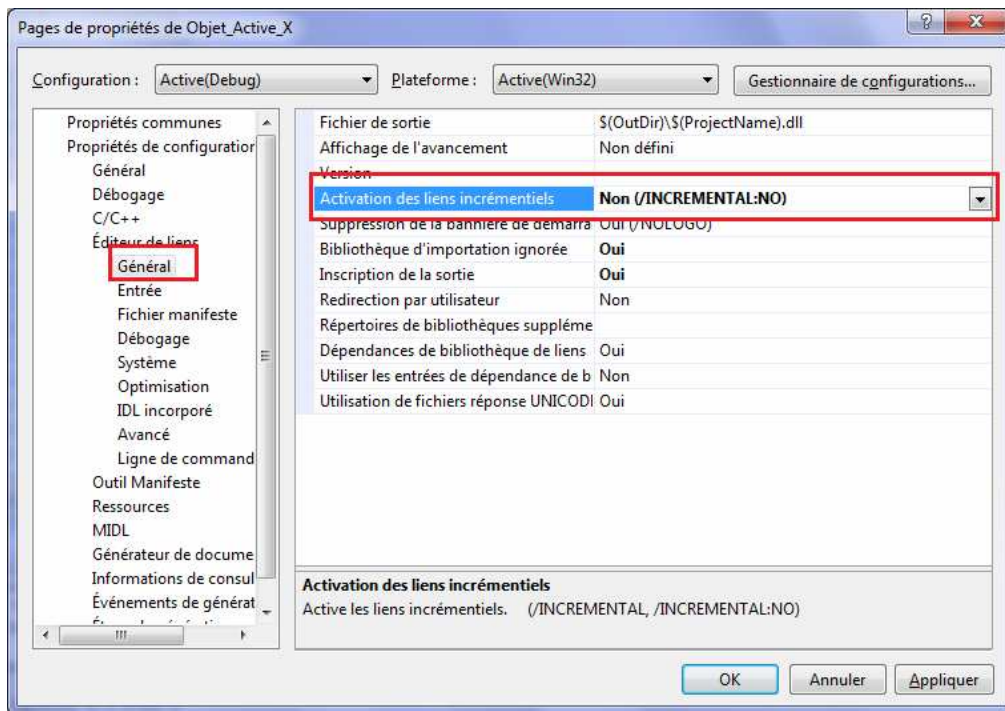 Pages de propriétés de Objet_Active_X
Configuration : Active(Debug) Plateforme : Active(Win32) Gestionnaire de configurations...
Propriétés communes
Propriétés de configuration
Général
Débogage
C/C++
Éditeur de liens
Général
Entrée
Fichier manifeste
Débogage
Système
Optimisation
IDL incorporé
Avancé
Ligne de command
Outil Manifeste
Ressources
MIDL
Générateur de docume
Informations de consul
Événements de générat
Fichier de sortie $(OutDir)\$(ProjectName).dll
Affichage de l'avancement Non défini
Version
Activation des liens incrémentiels Non (/INCREMENTAL:NO)
Suppression de la bannière de démarra Oui (/NOLOGO)
Bibliothèque d'importation ignorée Oui
Inscription de la sortie Oui
Redirection par utilisateur Non
Répertoires de bibliothèques suppléme
Dépendances de bibliothèque de liens Oui
Utiliser les entrées de dépendance de b Non
Utilisation de fichiers réponse UNICOD Oui
Activation des liens incrémentiels
Active les liens incrémentiels. (/INCREMENTAL, /INCREMENTAL:NO)
OK Annuler Appliquer